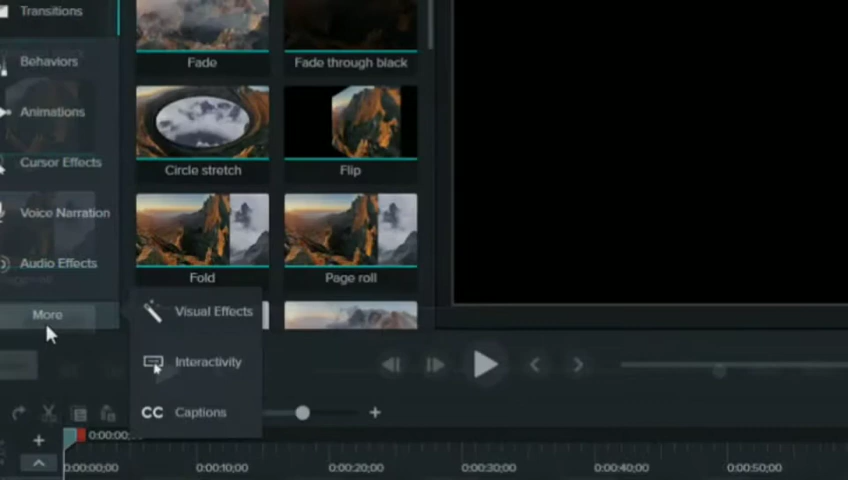 Transitions
Fade
Fade through black
Behaviors
Animations
Circle stretch
Flip
Cursor Effects
Voice Narration
Audio Effects
Fold
Page roll
More
Visual Effects
Interactivity
CC Captions
0:00:00;
0:00:00;00
0:00:10;00
0:00:20;00
0:00:30;00
0:00:40;00
0:00:50;00